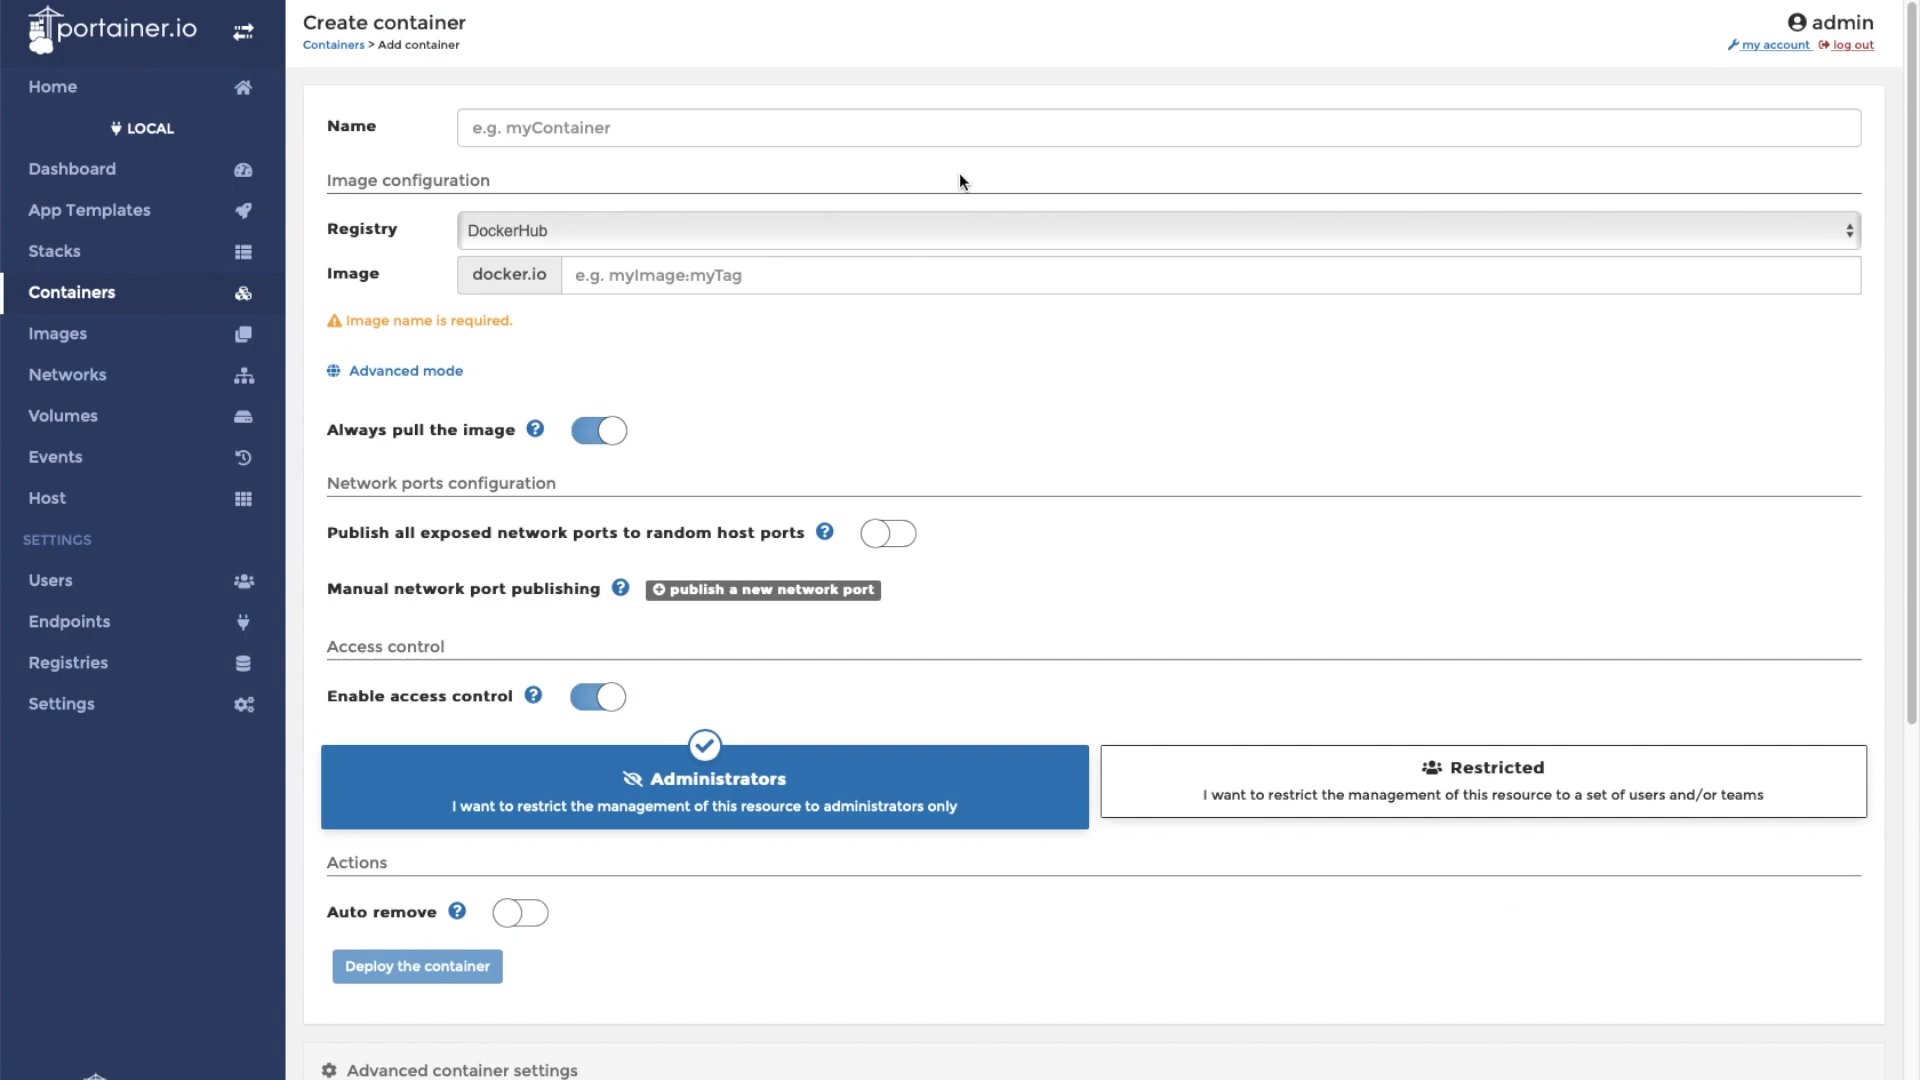 portainer.io
Home
LOCAL
Dashboard
App Templates
Stacks
Containers
Images
Networks
Volumes
Events
Host
SETTINGS
Users
Endpoints
Registries
Settings
Create container
Containers > Add container
admin
my account log out
Name e.g. myContainer
Image configuration
Registry DockerHub
Image docker.io e.g. myImage:myTag
Image name is required.
Advanced mode
Always pull the image
Network ports configuration
Publish all exposed network ports to random host ports
Manual network port publishing publish a new network port
Access control
Enable access control
Administrators
I want to restrict the management of this resource to administrators only
Restricted
I want to restrict the management of this resource to a set of users and/or teams
Actions
Auto remove
Deploy the container
Advanced container settings